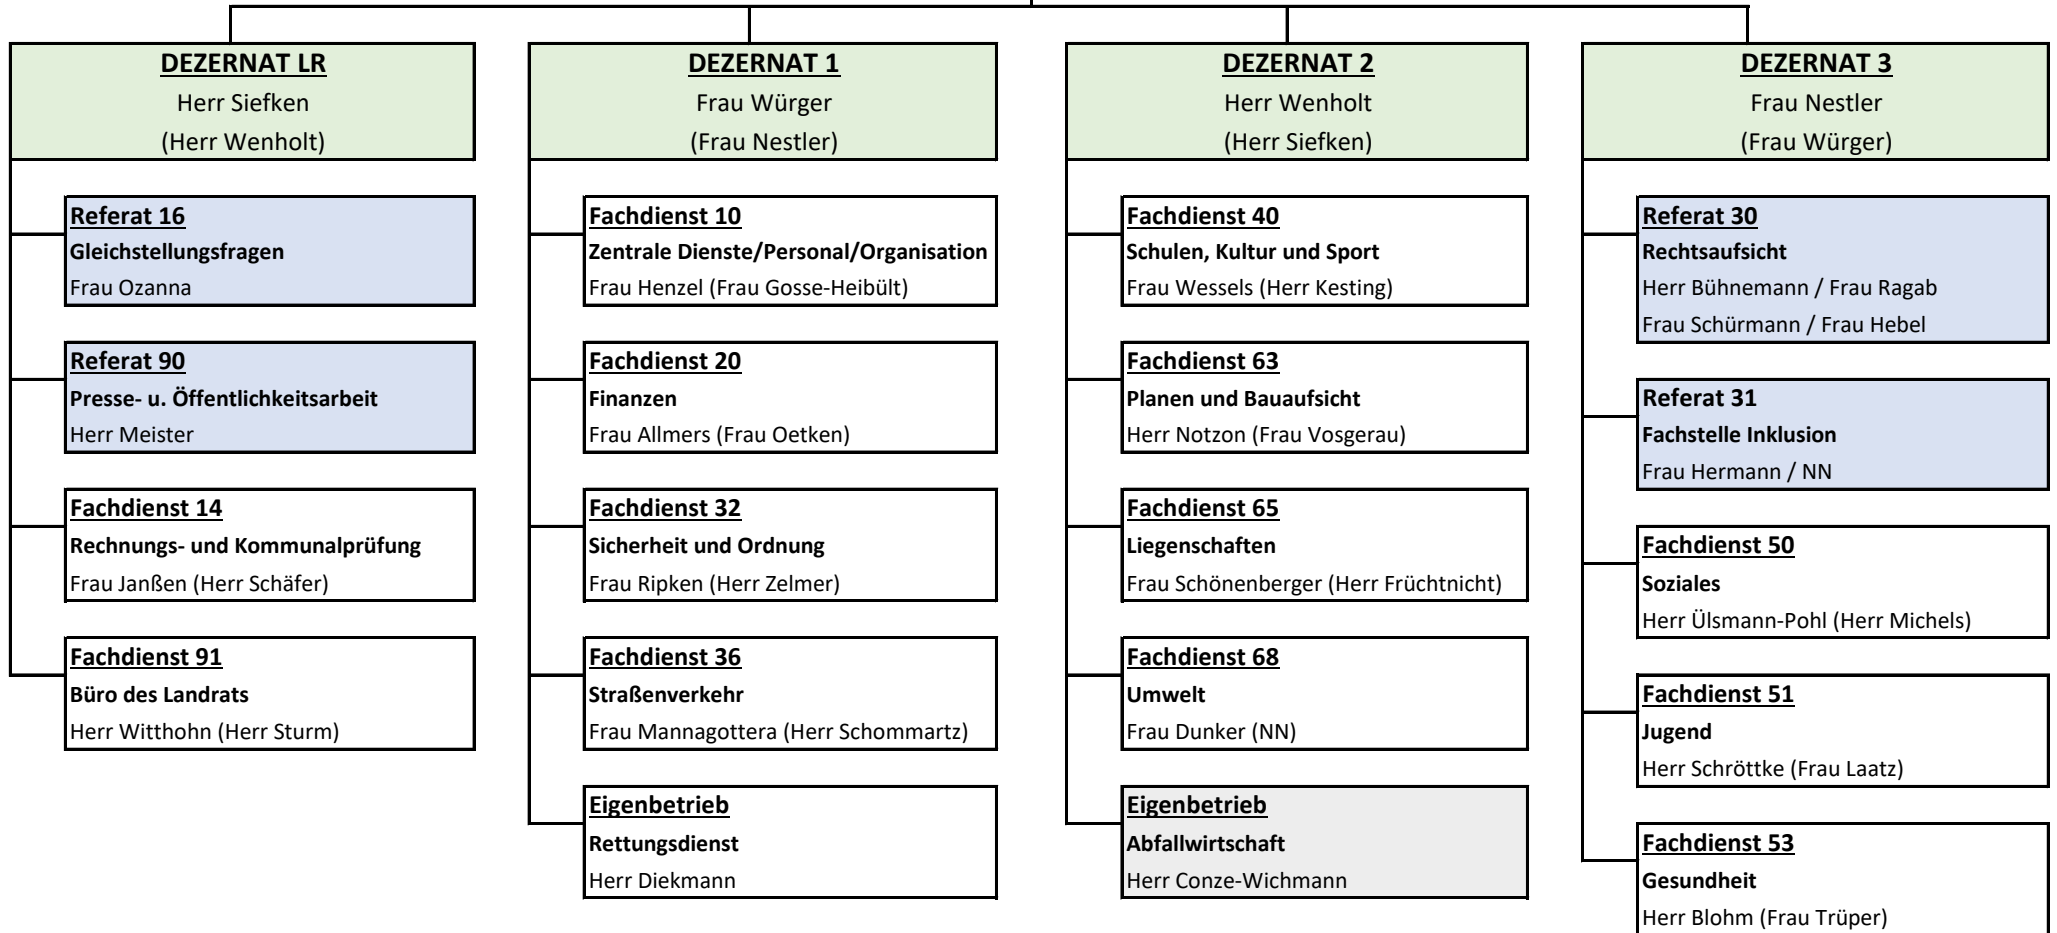 DEZERNAT LR
Herr Siefken
(Herr Wenholt)
Referat 16
Gleichstellungsfragen
Frau Ozanna
Referat 90
Presse- u. Öffentlichkeitsarbeit
Herr Meister
Fachdienst 14
Rechnungs- und Kommunalprüfung
Frau Janßen (Herr Schäfer)
Fachdienst 91
Büro des Landrats
Herr Witthohn (Herr Sturm)
DEZERNAT 1
Frau Würger
(Frau Nestler)
Fachdienst 10
Zentrale Dienste/Personal/Organisation
Frau Henzel (Frau Gosse-Heibült)
Fachdienst 20
Finanzen
Frau Allmers (Frau Oetken)
Fachdienst 32
Sicherheit und Ordnung
Frau Ripken (Herr Zelmer)
Fachdienst 36
Straßenverkehr
Frau Mannagottera (Herr Schommartz)
Eigenbetrieb
Rettungsdienst
Herr Diekmann
DEZERNAT 2
Herr Wenholt
(Herr Siefken)
Fachdienst 40
Schulen, Kultur und Sport
Frau Wessels (Herr Kesting)
Fachdienst 63
Planen und Bauaufsicht
Herr Notzon (Frau Vosgerau)
Fachdienst 65
Liegenschaften
Frau Schönenberger (Herr Früchtnicht)
Fachdienst 68
Umwelt
Frau Dunker (NN)
Eigenbetrieb
Abfallwirtschaft
Herr Conze-Wichmann
DEZERNAT 3
Frau Nestler
(Frau Würger)
Referat 30
Rechtsaufsicht
Herr Bühnemann / Frau Ragab
Frau Schürmann / Frau Hebel
Referat 31
Fachstelle Inklusion
Frau Hermann / NN
Fachdienst 50
Soziales
Herr Ülsmann-Pohl (Herr Michels)
Fachdienst 51
Jugend
Herr Schröttke (Frau Laatz)
Fachdienst 53
Gesundheit
Herr Blohm (Frau Trüper)